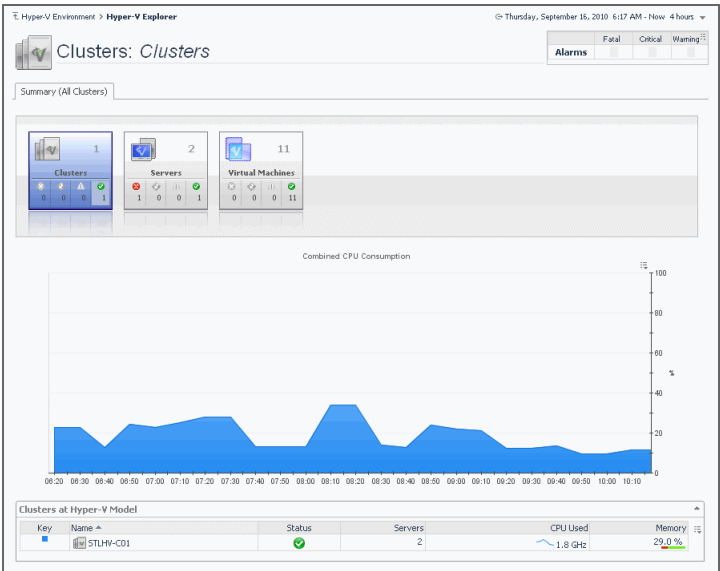 Hyper-V Environment > Hyper-V Explorer
Thursday, September 16, 2010 6:17 AM - Now 4 hours
Clusters: Clusters
Fatal Critical Warning
Alarms
Summary (All Clusters)
1 2 11
Clusters Servers Virtual Machines
0 0 0 1 1 0 0 1 0 0 0 11
Combined CPU Consumption
100
80
60
%
40
20
0
06:20 06:30 06:40 06:50 07:00 07:10 07:20 07:30 07:40 07:50 08:00 08:10 08:20 08:30 08:40 08:50 09:00 09:10 09:20 09:30 09:40 09:50 10:00 10:10
Clusters at Hyper-V Model
Key Name Status Servers CPU Used Memory
STLHV-C01 2 1.8 GHz 29.0 %